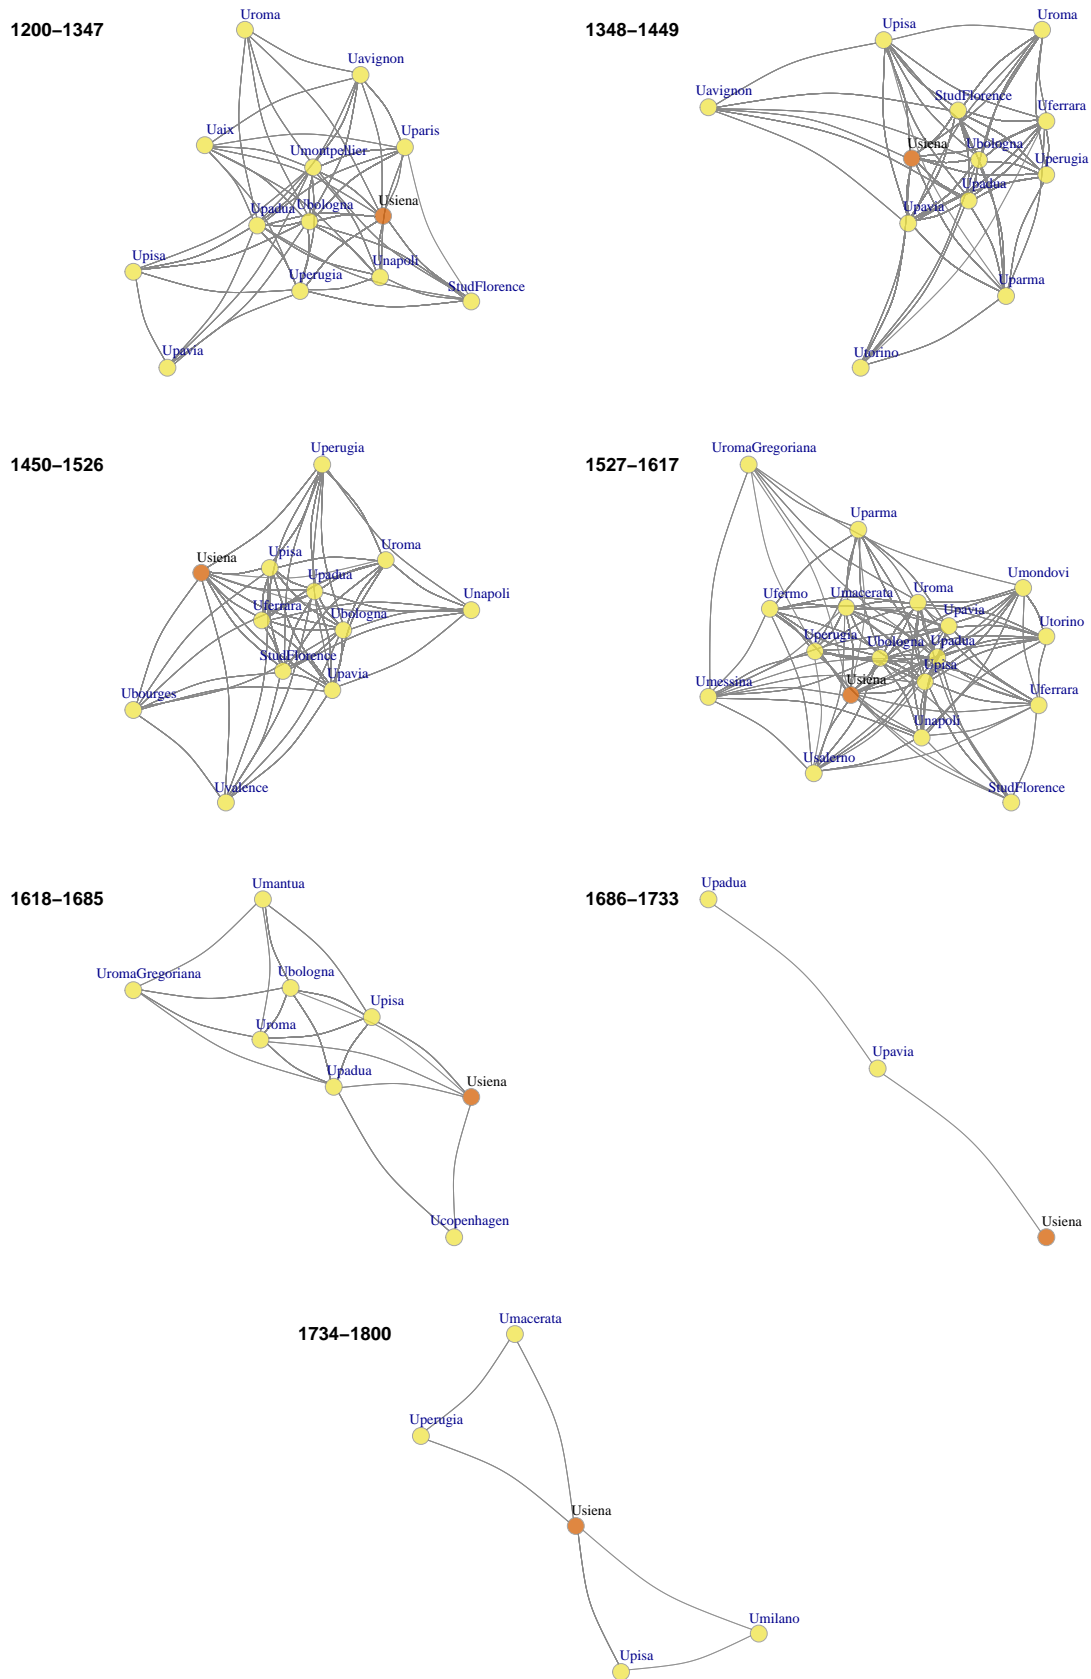 1200–1347
Uroma
Uavignon
Uaix
Uparis
Umontpellier
Usiena
Upadua
Ubologna
Upisa
Unapoli
Uperugia
StudFlorence
Upavia
1348–1449
Uroma
Upisa
Uavignon
StudFlorence
Uferrara
Usiena
Ubologna
Uperugia
Upadua
Upavia
Uparma
Utorino
1450–1526
Uperugia
Uroma
Usiena
Upisa
Upadua
Unapoli
Uferrara
Ubologna
StudFlorence
Upavia
Ubourges
Uvalence
1527–1617
UromaGregoriana
Uparma
Umondovi
Ufermo
Umacerata
Uroma
Upavia
Utorino
Uperugia
Ubologna
Upadua
Upisa
Umessina
Usiena
Uferrara
Unapoli
Usalerno
StudFlorence
1618–1685
Umantua
UromaGregoriana
Ubologna
Upisa
Uroma
Upadua
Usiena
Ucopenhagen
1686–1733
Upadua
Upavia
Usiena
1734–1800
Umacerata
Uperugia
Usiena
Umilano
Upisa